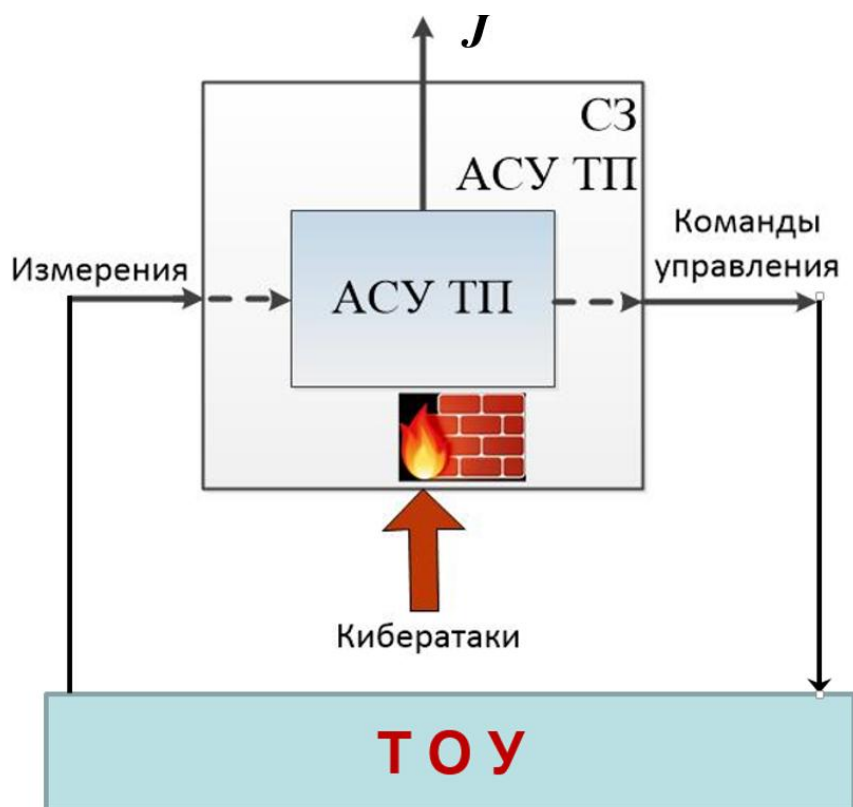 J
СЗ
АСУ ТП
Команды
управления
Измерения
АСУ ТП
Кибератаки
Т О У